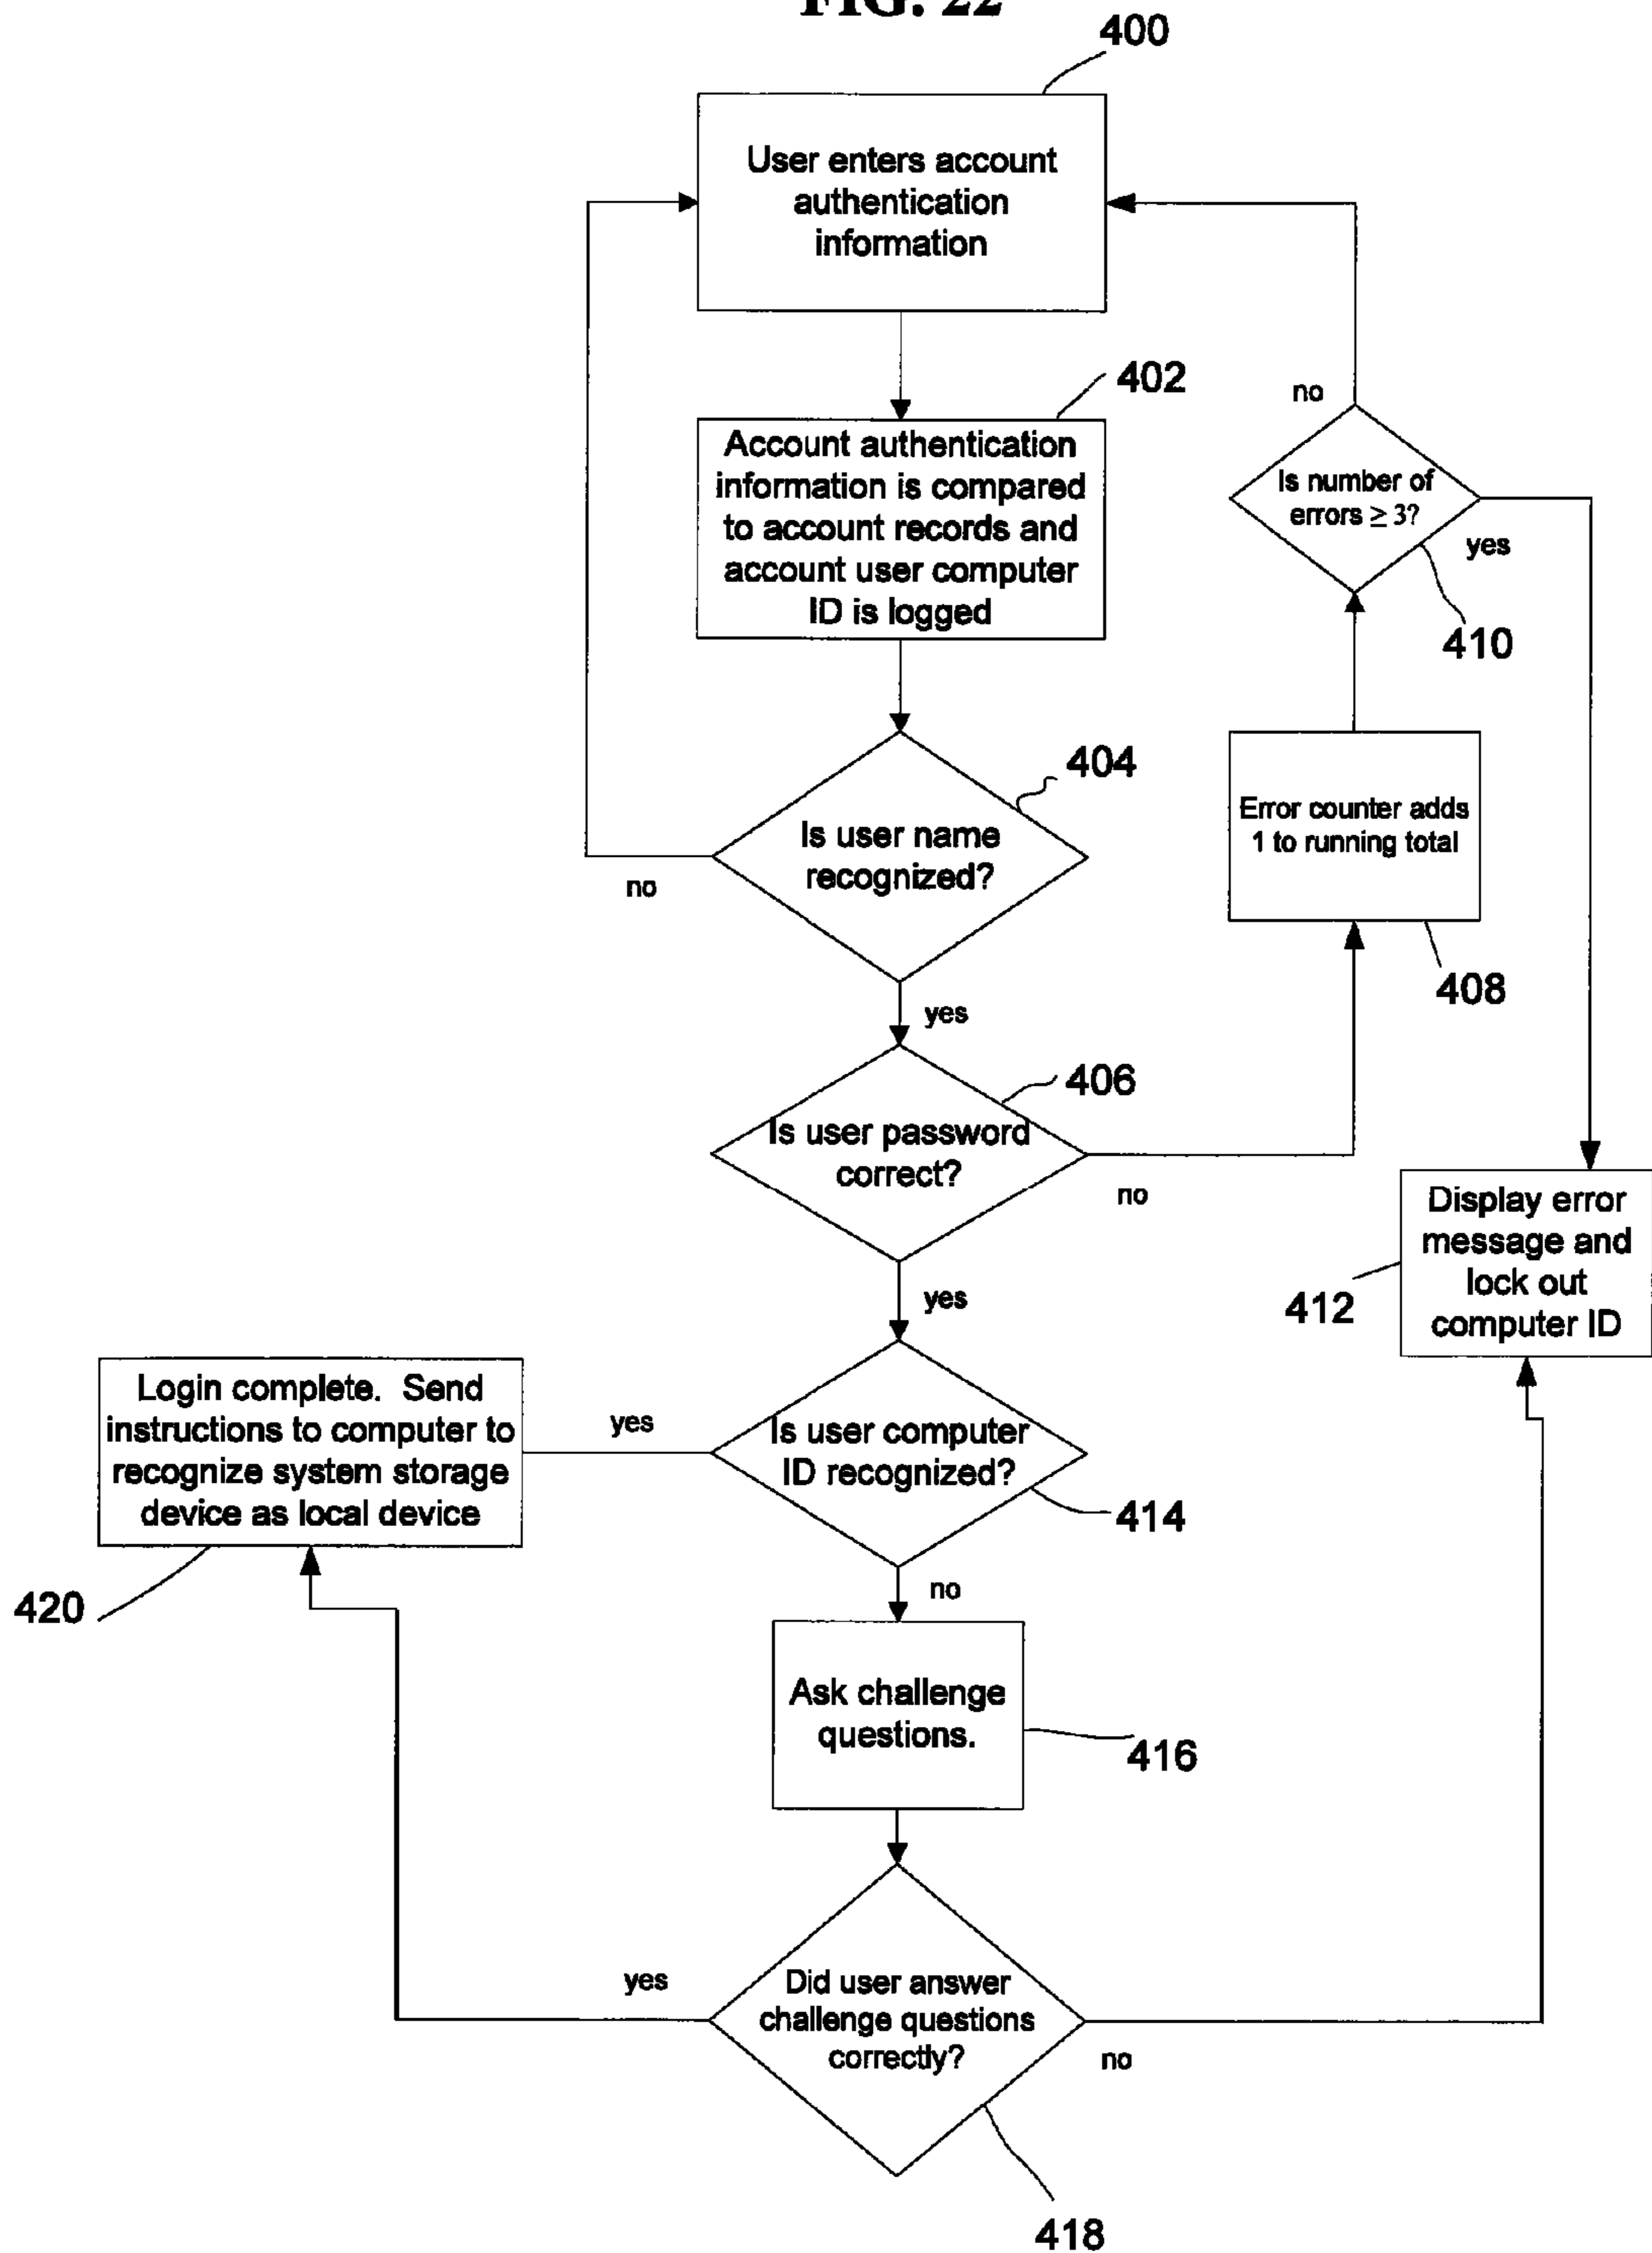 FIG. 22
400
User enters account
authentication
information
402
Account authentication
information is compared
to account records and
account user computer
ID is logged
no
Is number of
errors ≥ 3?
yes
410
404
Is user name
recognized?
no
Error counter adds
1 to running total
408
yes
406
Is user password
correct?
no
yes
Display error
message and
lock out
computer ID
412
Login complete. Send
instructions to computer to
recognize system storage
device as local device
420
yes
Is user computer
ID recognized?
414
no
Ask challenge
questions.
416
yes
Did user answer
challenge questions
correctly?
no
418